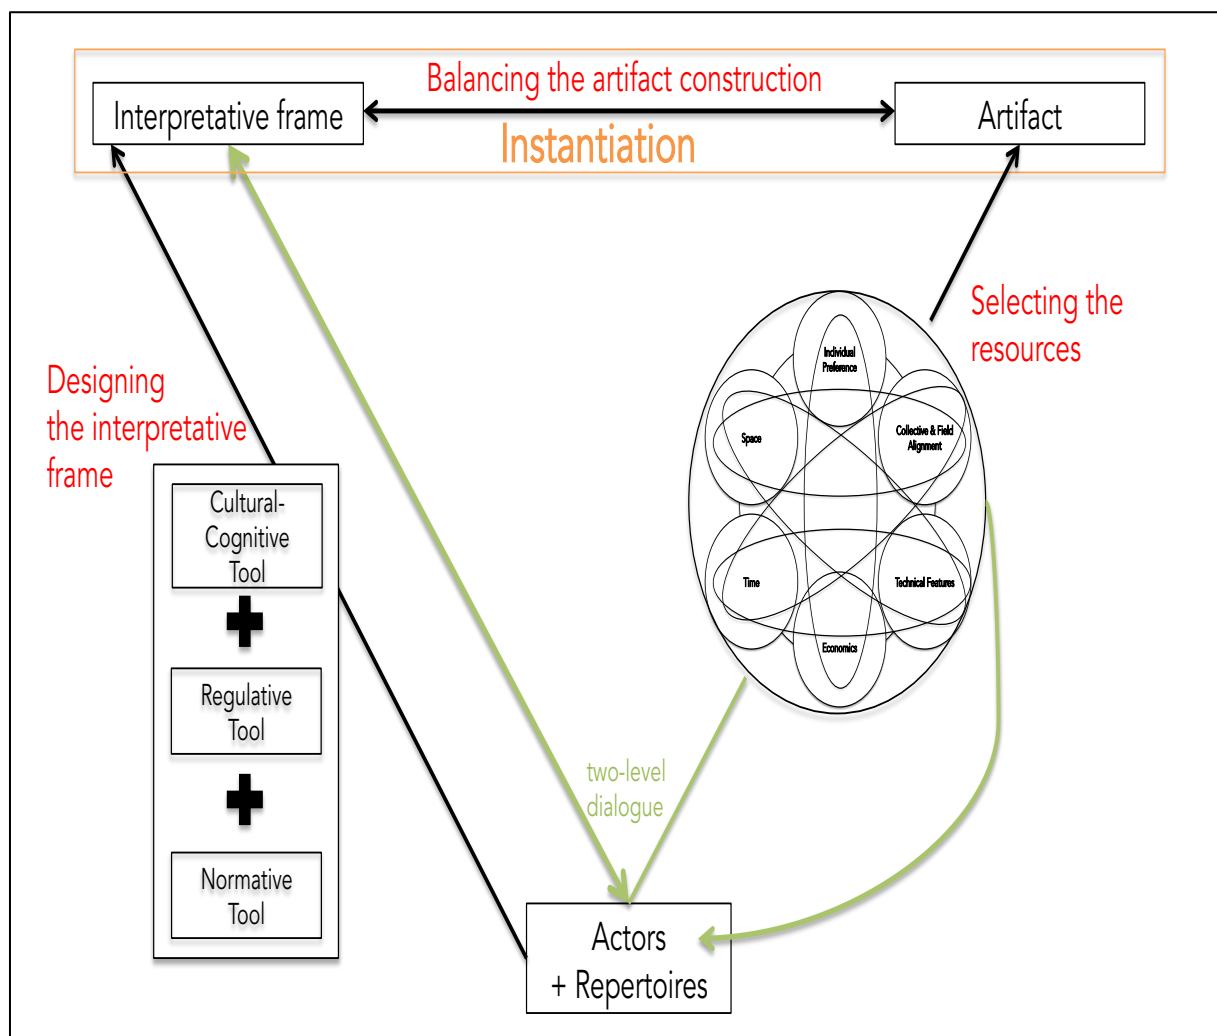 Balancing the artifact construction
Interpretative frame
Artifact
Instantiation
Selecting the
resources
Individual
Preference
Space
Collective & Field
Alignment
Time
Technical Features
Economics
Designing
the interpretative
frame
Cultural-
Cognitive
Tool
Regulative
Tool
Normative
Tool
two-level
dialogue
Actors
+ Repertoires